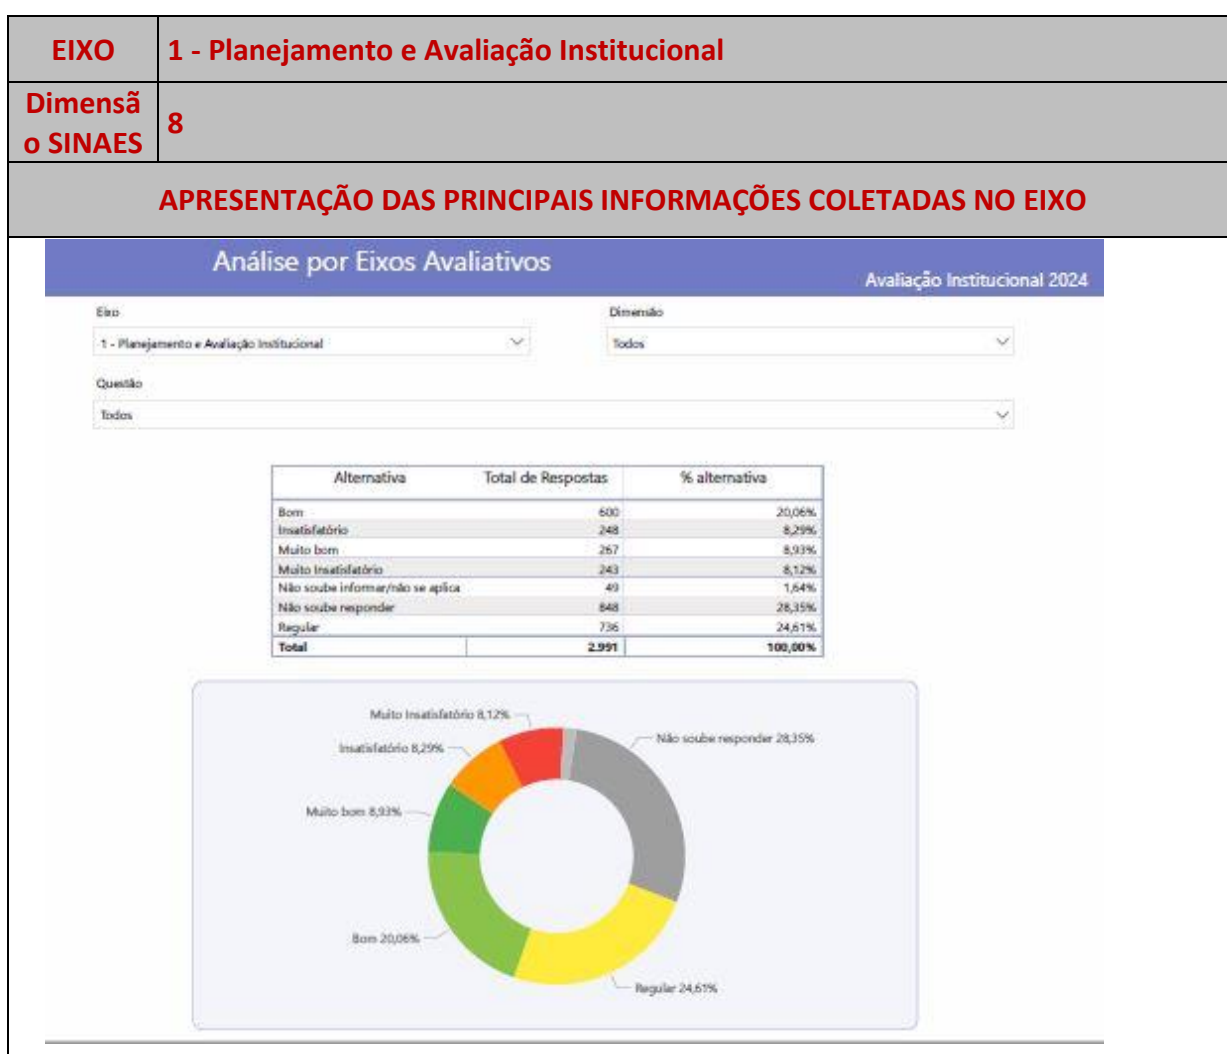 EIXO 1 - Planejamento e Avaliação Institucional
Dimensã
o SINAES 8
APRESENTAÇÃO DAS PRINCIPAIS INFORMAÇÕES COLETADAS NO EIXO
Análise por Eixos Avaliativos
Avaliação Institucional 2024
Eixo Dimensão
1 - Planejamento e Avaliação Institucional Todos
Questão
Todos
Alternativa Total de Respostas % alternativa
Bom 600 20,06%
Insatisfatório 248 8,29%
Muito bom 267 8,93%
Muito Insatisfatório 243 8,12%
Não soube informar/não se aplica 49 1,64%
Não soube responder 848 28,35%
Regular 736 24,61%
Total 2.991 100,00%
Muito Insatisfatório 8,12%
Não soube responder 28,35%
Insatisfatório 8,29%
Muito bom 8,93%
Bom 20,06%
Regular 24,61%